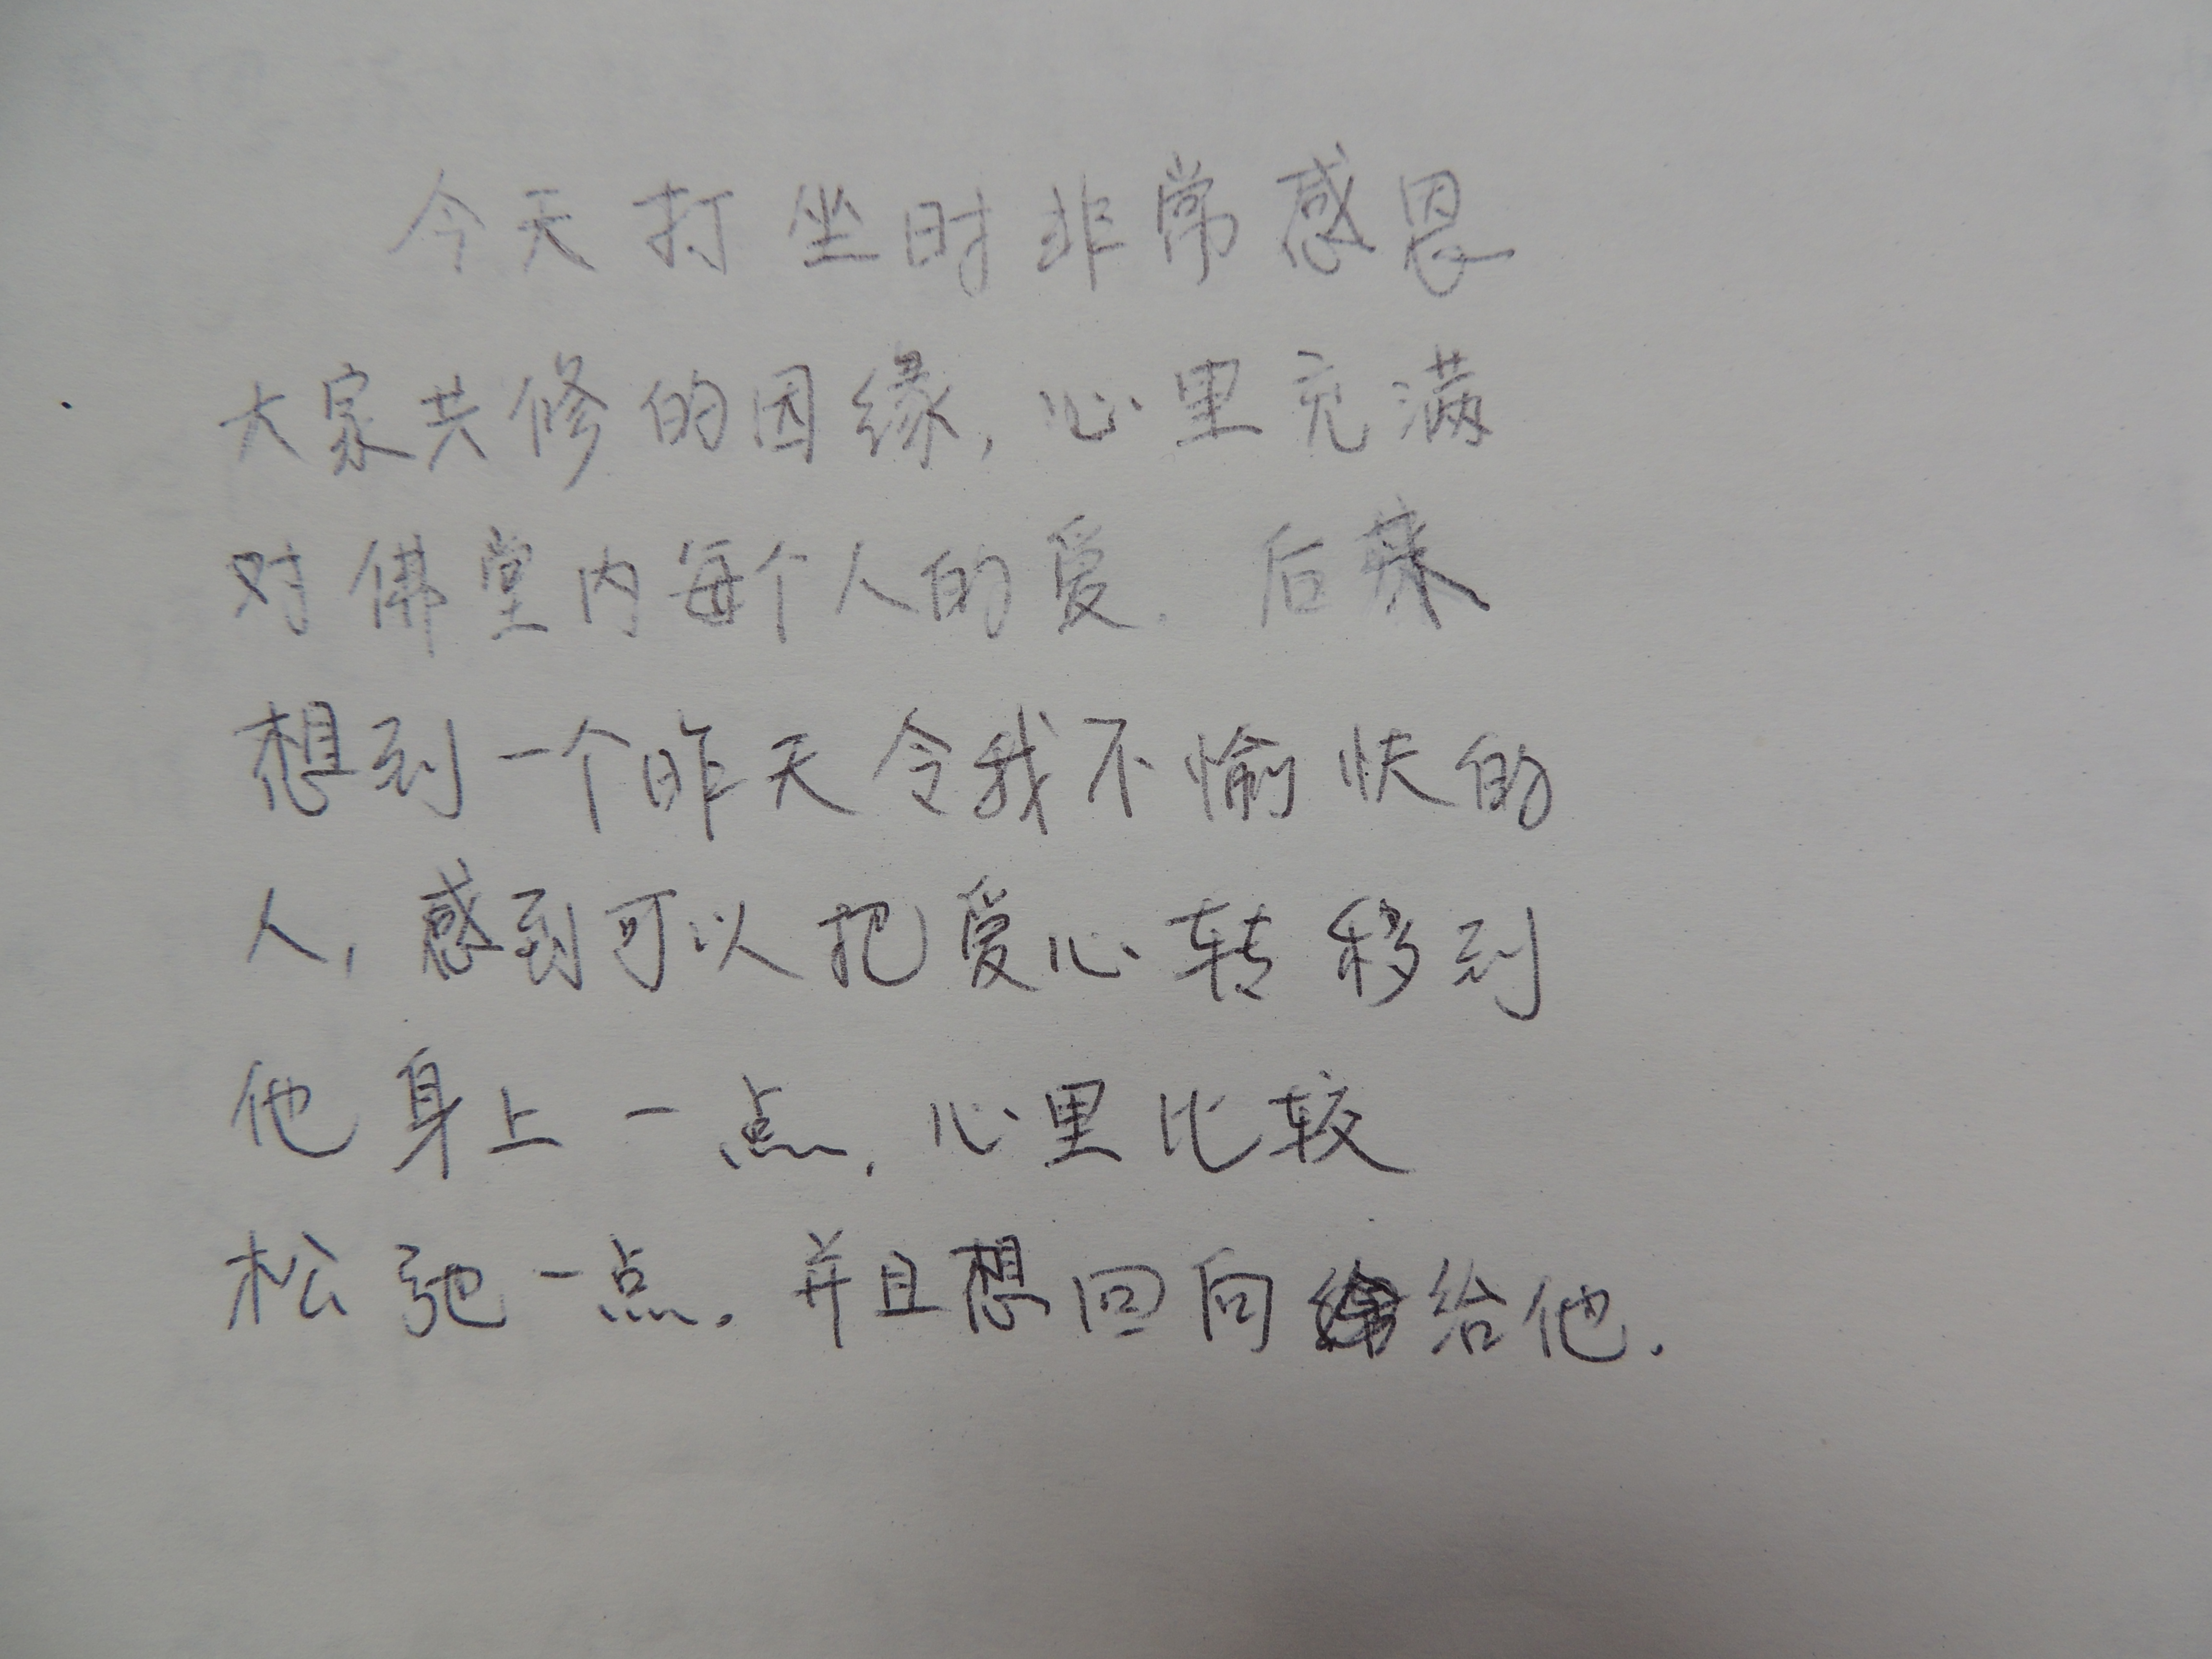 今天打坐时非常感恩
大家共修的因缘,心里充满
对佛堂内每个人的爱.后来
想到一个昨天令我不愉快的
人,感到可以把爱心转移到
他身上一点,心里比较
松弛一点.并且想回向给他.